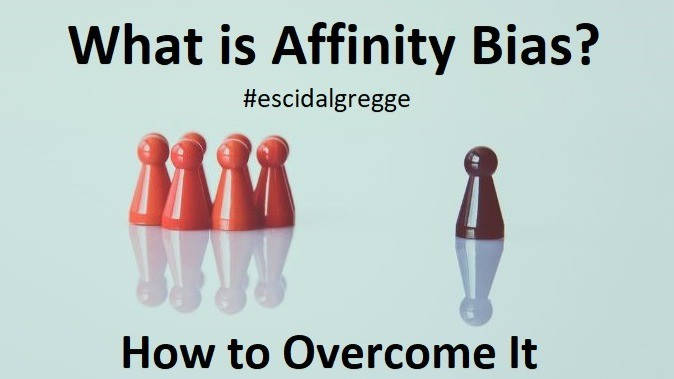 What is Affinity Bias?
#escidalgregge
How to Overcome It